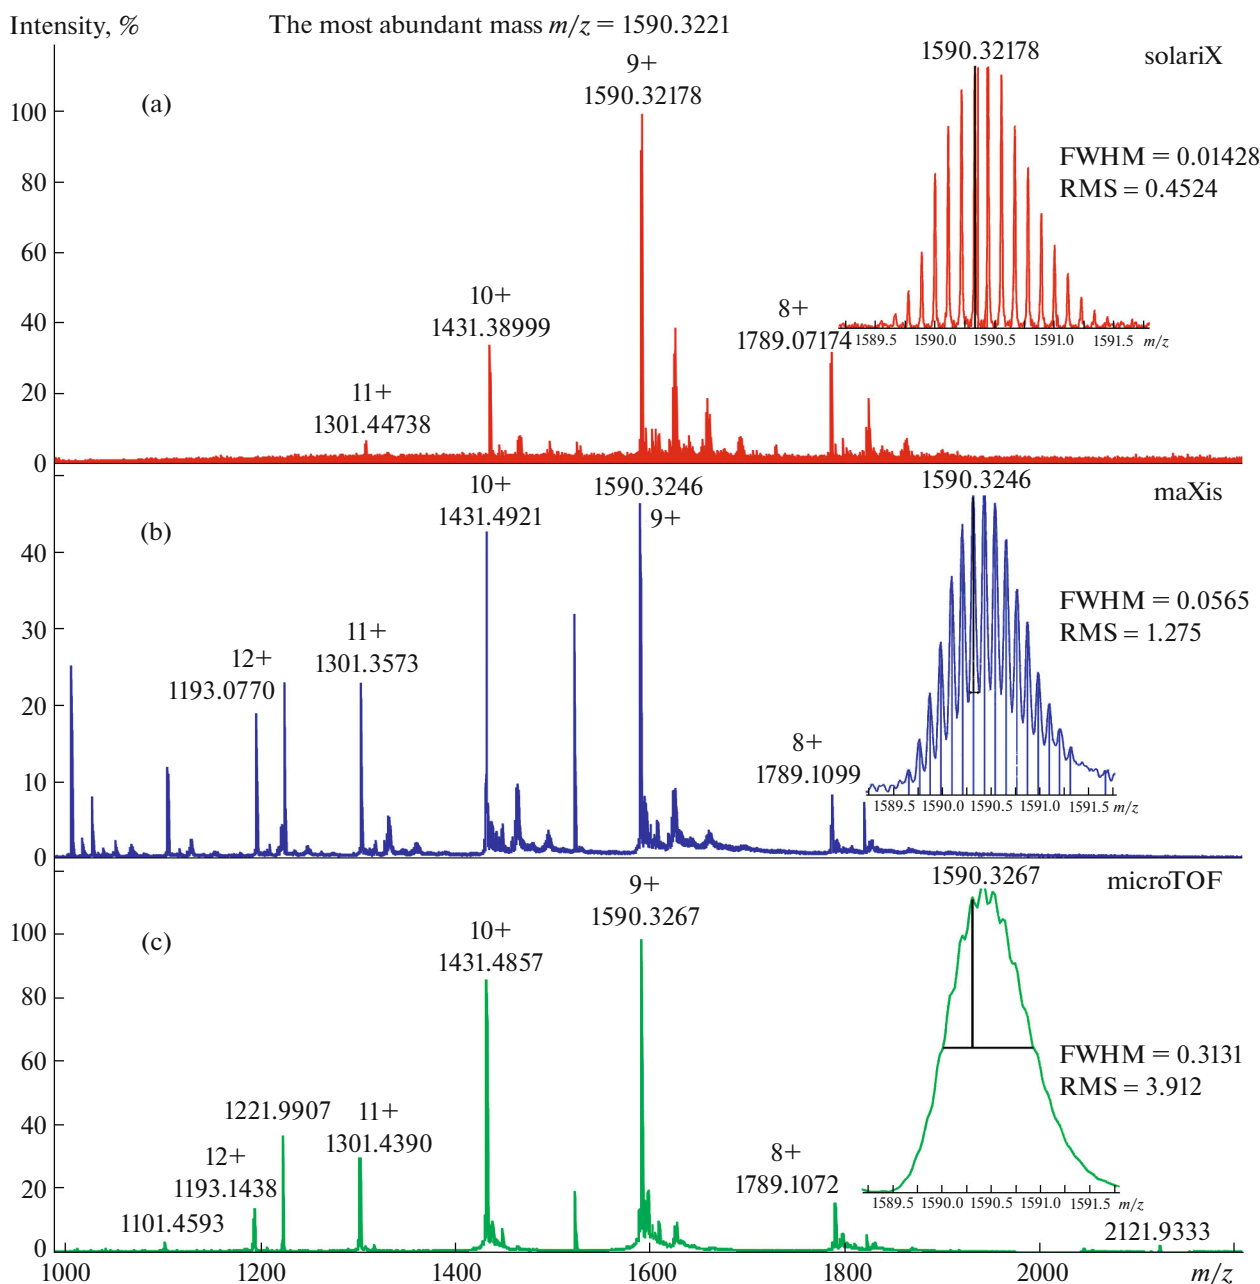 Intensity, %
The most abundant mass m/z = 1590.3221
(a)
solariX
9+
1590.32178
1590.32178
FWHM = 0.01428
RMS = 0.4524
10+
1431.38999
8+
1789.07174
11+
1301.44738
100
80
60
40
20
0
1589.5 1590.0 1590.5 1591.0 1591.5 m/z
(b)
maXis
10+
1431.4921
1590.3246
9+
1590.3246
FWHM = 0.0565
RMS = 1.275
11+
1301.3573
12+
1193.0770
8+
1789.1099
40
30
20
10
0
1589.5 1590.0 1590.5 1591.0 1591.5 m/z
(c)
microTOF
9+
1590.3267
1590.3267
10+
1431.4857
FWHM = 0.3131
RMS = 3.912
1221.9907
11+
1301.4390
12+
1193.1438
1101.4593
8+
1789.1072
2121.9333
100
80
60
40
20
0
1589.5 1590.0 1590.5 1591.0 1591.5 m/z
1000 1200 1400 1600 1800 2000 m/z